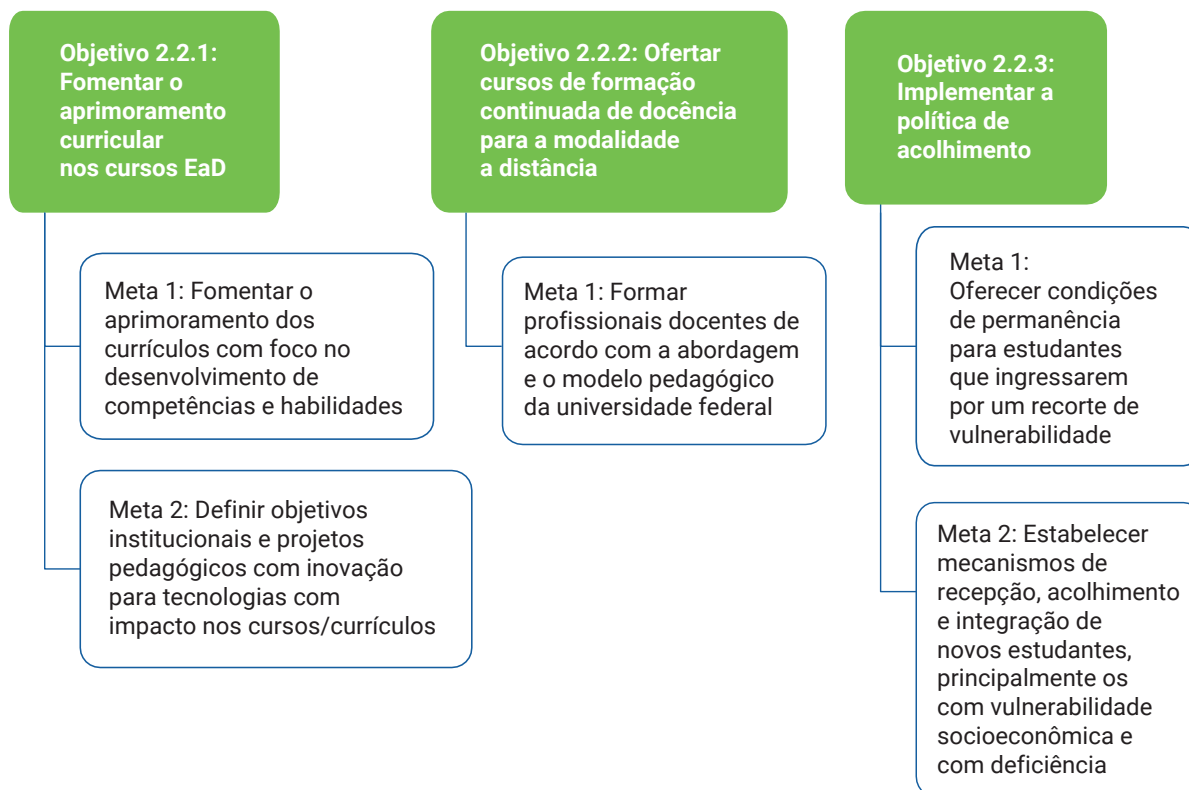 Objetivo 2.2.1:
Fomentar o
aprimoramento
curricular
nos cursos EaD
Meta 1: Fomentar o
aprimoramento dos
currículos com foco no
desenvolvimento de
competências e habilidades
Meta 2: Definir objetivos
institucionais e projetos
pedagógicos com inovação
para tecnologias com
impacto nos cursos/currículos
Objetivo 2.2.2: Ofertar
cursos de formação
continuada de docência
para a modalidade
a distância
Meta 1: Formar
profissionais docentes de
acordo com a abordagem
e o modelo pedagógico
da universidade federal
Objetivo 2.2.3:
Implementar a
política de
acolhimento
Meta 1:
Oferecer condições
de permanência
para estudantes
que ingressarem
por um recorte de
vulnerabilidade
Meta 2: Estabelecer
mecanismos de
recepção, acolhimento
e integração de
novos estudantes,
principalmente os
com vulnerabilidade
socioeconômica e
com deficiência